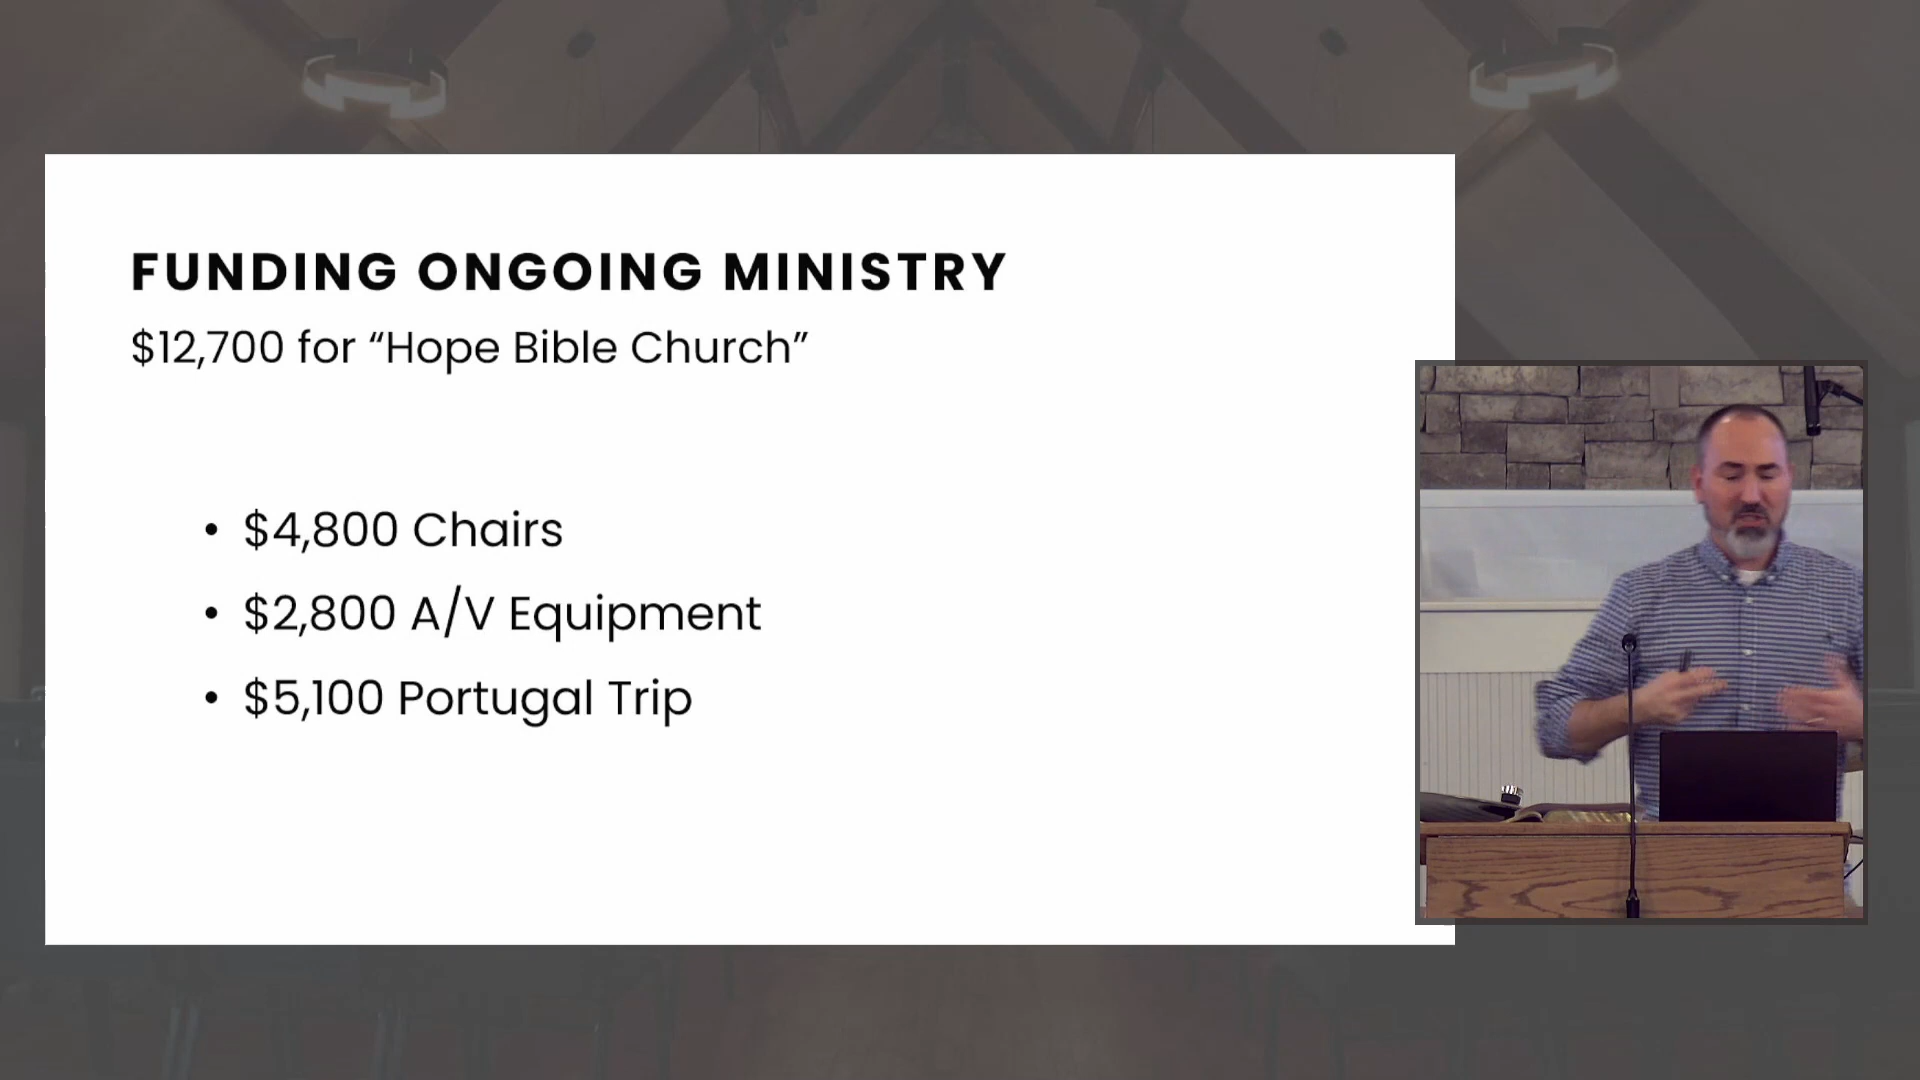 FUNDING ONGOING MINISTRY
$12,700 for “Hope Bible Church”
• $4,800 Chairs
• $2,800 A/V Equipment
• $5,100 Portugal Trip